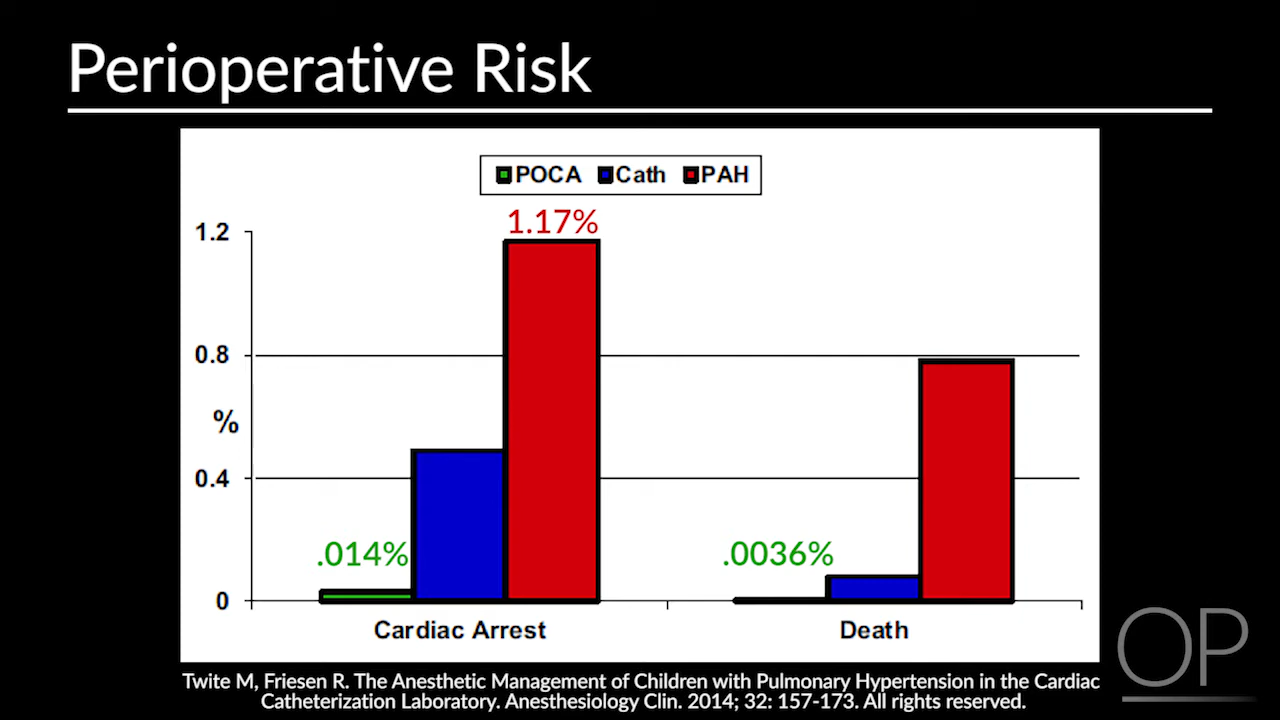 Perioperative Risk
POCA Cath PAH
1.17%
1.2
0.8
%
0.4
.014%
.0036%
0
Cardiac Arrest Death
OP
Twite M, Friesen R. The Anesthetic Management of Children with Pulmonary Hypertension in the Cardiac
Catheterization Laboratory. Anesthesiology Clin. 2014; 32: 157-173. All rights reserved.